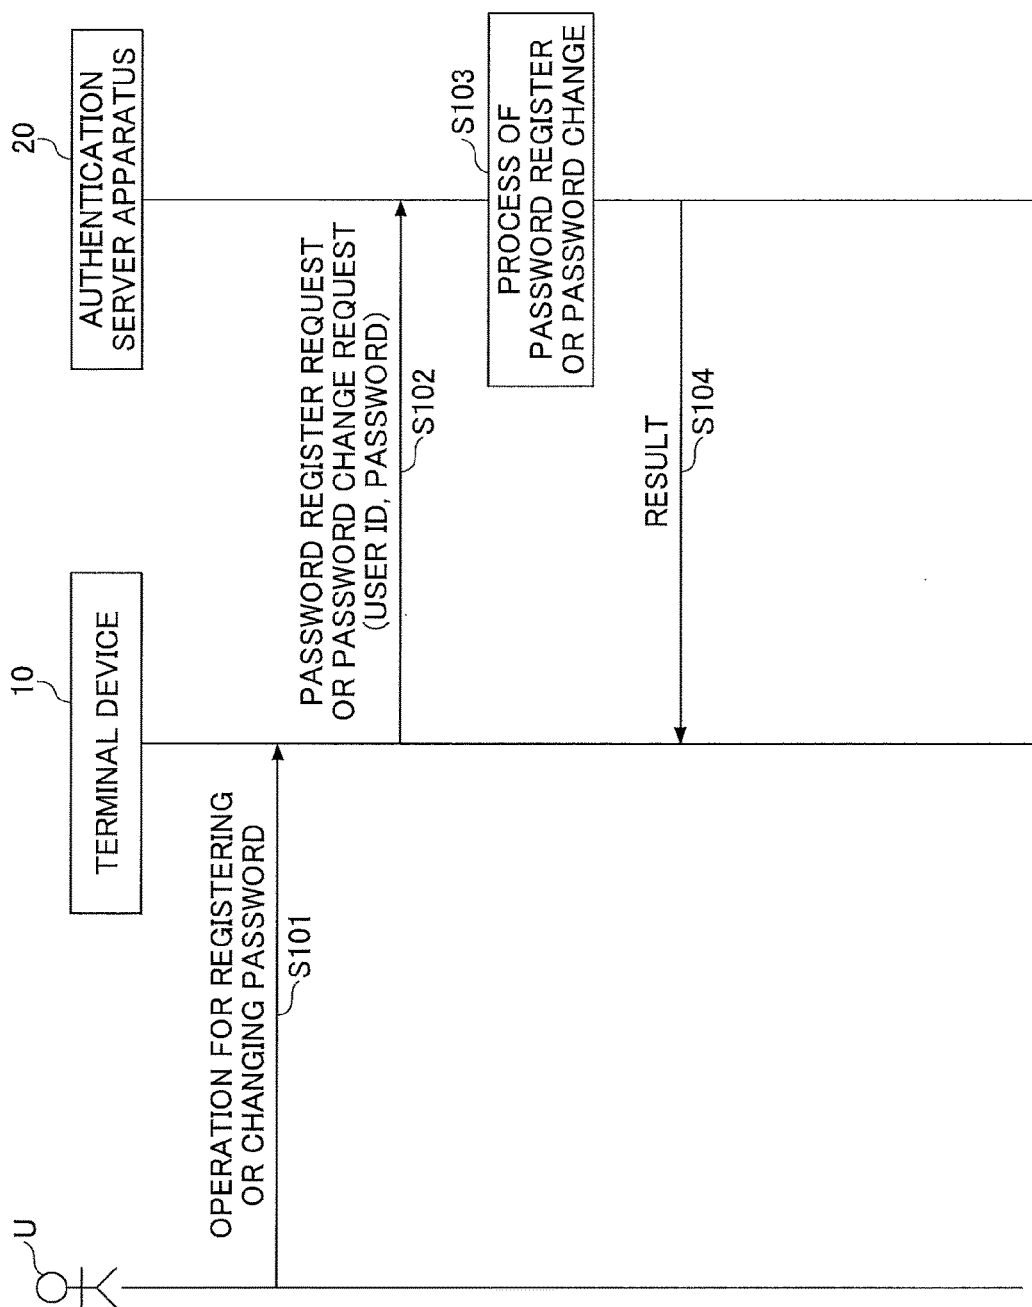 U
10
TERMINAL DEVICE
20
AUTHENTICATION
SERVER APPARATUS
OPERATION FOR REGISTERING
OR CHANGING PASSWORD
S101
PASSWORD REGISTER REQUEST
OR PASSWORD CHANGE REQUEST
(USER ID, PASSWORD)
S102
S103
PROCESS OF
PASSWORD REGISTER
OR PASSWORD CHANGE
RESULT
S104